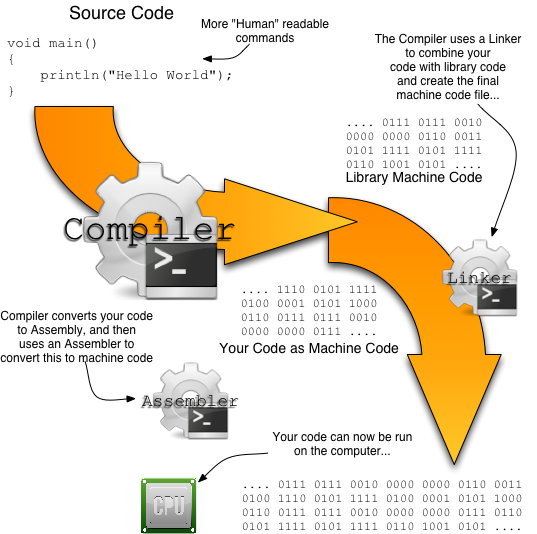 Source Code
More "Human" readable
commands
void main()
{
    println("Hello World");
}
The Compiler uses a Linker
to combine your
code with library code
and create the final
machine code file...
.... 0111 0111 0010
0000 0000 0110 0011
0101 1111 0101 1111
0110 1001 0101 ....
Library Machine Code
Compiler
>_
Linker
>_
.... 1110 0101 1111
0100 0001 0101 1000
0110 0111 0111 0010
0000 0000 0111 ....
Your Code as Machine Code
Compiler converts your code
to Assembly, and then
uses an Assembler to
convert this to machine code
Assembler
>_
Your code can now be run
on the computer...
CPU
.... 0111 0111 0010 0000 0000 0110 0011
0100 1110 0101 1111 0100 0001 0101 1000
0110 0111 0111 0010 0000 0000 0111 0110
0101 1111 0101 1111 0110 1001 0101 ....